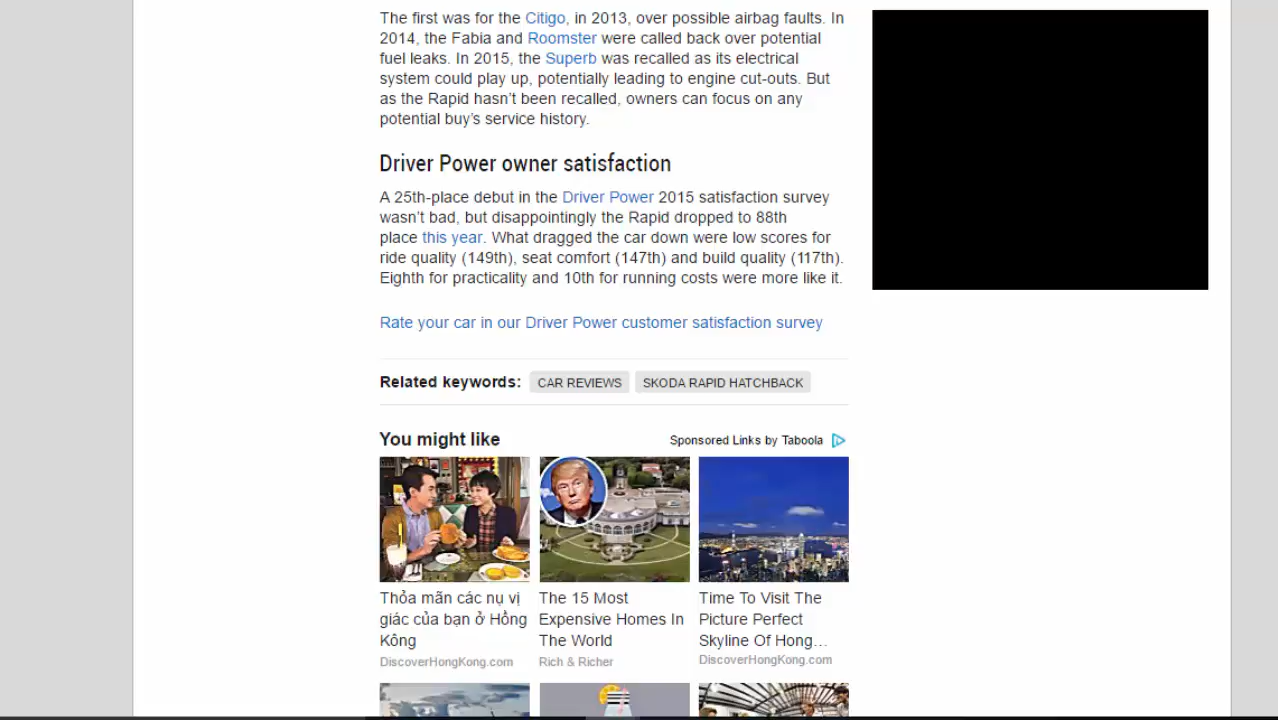 The first was for the Citigo, in 2013, over possible airbag faults. In
2014, the Fabia and Roomster were called back over potential
fuel leaks. In 2015, the Superb was recalled as its electrical
system could play up, potentially leading to engine cut-outs. But
as the Rapid hasn’t been recalled, owners can focus on any
potential buy’s service history.
Driver Power owner satisfaction
A 25th-place debut in the Driver Power 2015 satisfaction survey
wasn’t bad, but disappointingly the Rapid dropped to 88th
place this year. What dragged the car down were low scores for
ride quality (149th), seat comfort (147th) and build quality (117th).
Eighth for practicality and 10th for running costs were more like it.
Rate your car in our Driver Power customer satisfaction survey
Related keywords: CAR REVIEWS SKODA RAPID HATCHBACK
You might like Sponsored Links by Taboola
Thỏa mãn các nụ vị
giác của bạn ở Hồng
Kông
DiscoverHongKong.com
The 15 Most
Expensive Homes In
The World
Rich & Richer
Time To Visit The
Picture Perfect
Skyline Of Hong…
DiscoverHongKong.com